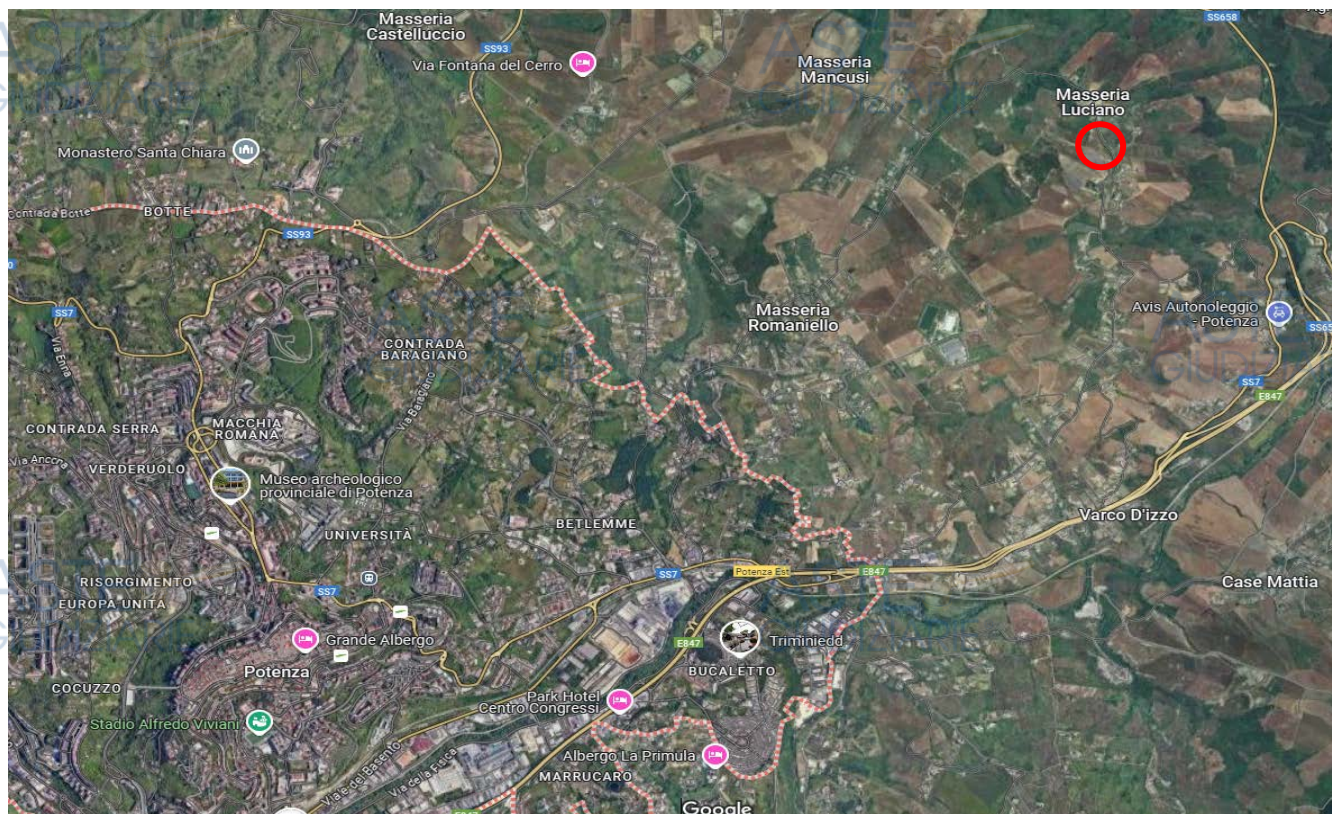 Masseria
Castelluccio
SS93
SS658
Via Fontana del Cerro
Masseria
Mancusi
Masseria
Luciano
Monastero Santa Chiara
Contrada Botte
BOTTE
SS93
SS7
Via Enna
CONTRADA
BARAGIANO
Via Baragiano
Masseria
Romaniello
Avis Autonoleggio
- Potenza
SS7
E847
CONTRADA SERRA
MACCHIA
ROMANA
Via Ancona
VERDERUOLO
Museo archeologico
provinciale di Potenza
UNIVERSITÀ
BETLEMME
Varco D'izzo
RISORGIMENTO
EUROPA UNITA
SS7
SS7
Potenza Est
E847
Case Mattia
Grande Albergo
Potenza
E847
Triminiedd
BUCALETTO
COCUZZO
Stadio Alfredo Viviani
Park Hotel
Centro Congressi
Albergo La Primula
MARRUCARO
Viale del Basento
Via della Fisica
Google